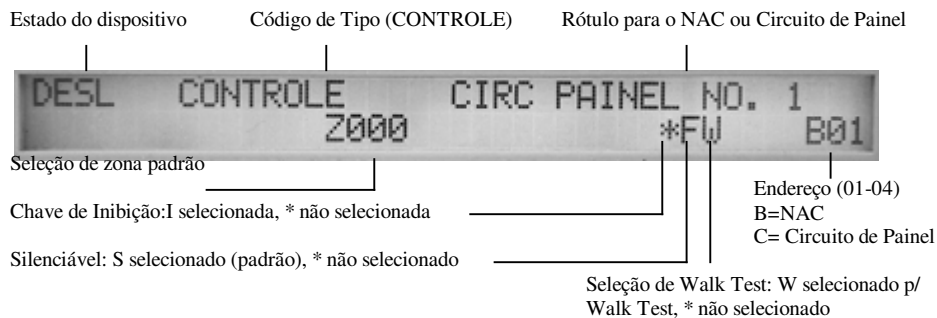 Estado do dispositivo Código de Tipo (CONTROLE) Rótulo para o NAC ou Circuito de Painel
DESL CONTROLE CIRC PAINEL NO. 1
Z000 *FW B01
Seleção de zona padrão
Chave de Inibição:I selecionada, * não selecionada
Silenciável: S selecionado (padrão), * não selecionado
Endereço (01-04)
B=NAC
C= Circuito de Painel
Seleção de Walk Test: W selecionado p/
Walk Test, * não selecionado